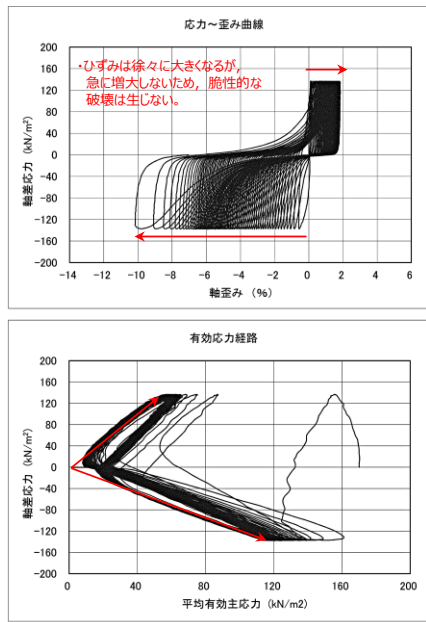 応力～歪み曲線
・ひずみは徐々に大きくなるが，
急に増大しないため，脆性的な
破壊は生じない。
軸差応力 (kN/m²)
200
160
120
80
40
0
-40
-80
-120
-160
-200
-14 -12 -10 -8 -6 -4 -2 0 2 4 6
軸歪み （%）
有効応力経路
軸差応力 (kN/m²)
200
160
120
80
40
0
-40
-80
-120
-160
-200
0 40 80 120 160 200
平均有効主応力 (kN/m2)